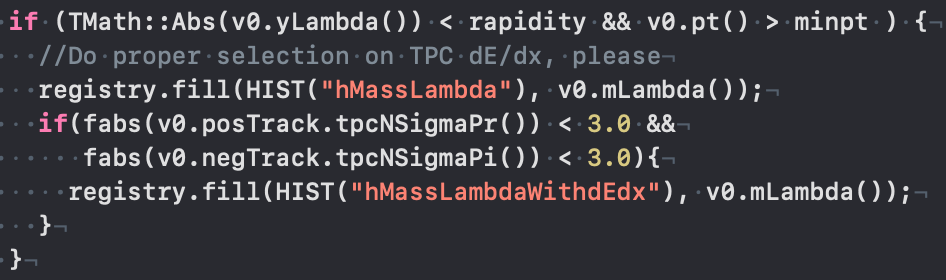 if (TMath::Abs(v0.yLambda()) < rapidity && v0.pt() > minpt ) {
//Do proper selection on TPC dE/dx, please
registry.fill(HIST("hMassLambda"), v0.mLambda());
if(fabs(v0.posTrack.tpcNSigmaPr()) < 3.0 &&
fabs(v0.negTrack.tpcNSigmaPi()) < 3.0){
registry.fill(HIST("hMassLambdaWithdEdx"), v0.mLambda());
}
}